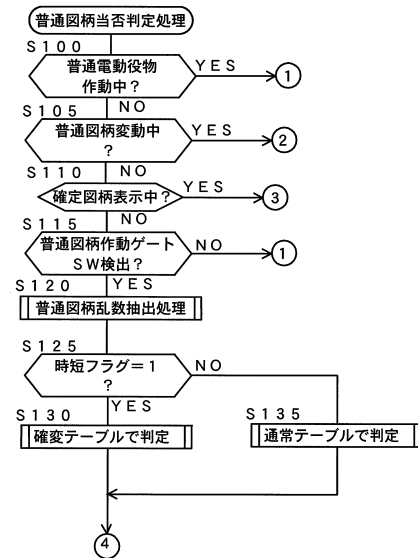 普通図柄当否判定処理
S100
普通電動役物
作動中?
YES
①
NO
S105
普通図柄変動中
?
YES
②
NO
S110
確定図柄表示中?
YES
③
NO
S115
普通図柄作動ゲート
SW検出?
NO
①
YES
S120
普通図柄乱数抽出処理
S125
時短フラグ=1
?
NO
YES
S130
確変テーブルで判定
S135
通常テーブルで判定
④